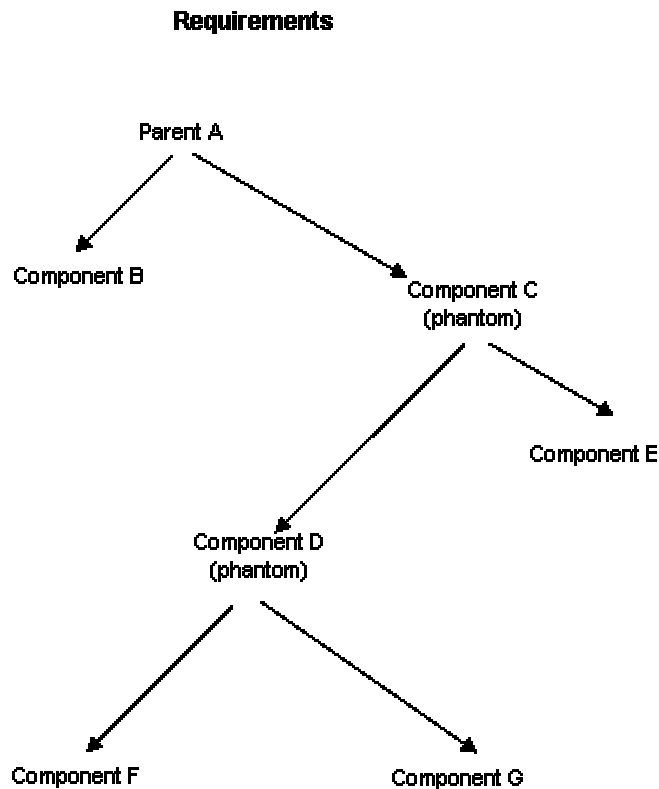 Requirements
Parent A
Component B
Component C
(phantom)
Component E
Component D
(phantom)
Component F
Component G